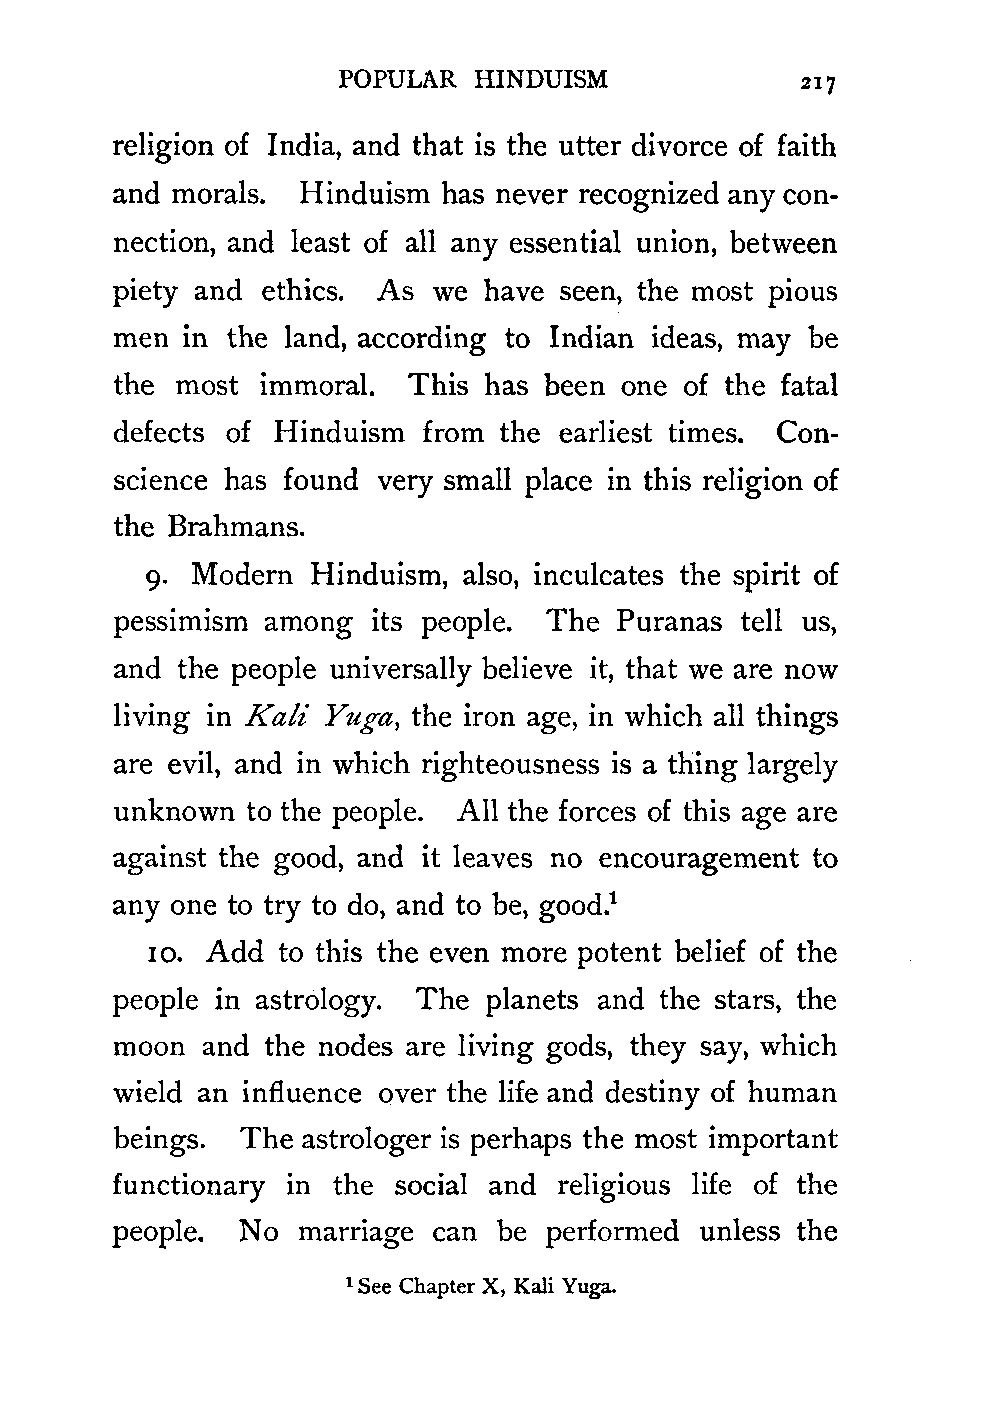 POPULAR HINDUISM 217
religion of India, and that is the utter divorce of faith
and morals. Hinduism has never recognized any con-
nection, and least of all any essential union, between
piety and ethics. As we have seen, the most pious
men in the land, according to Indian ideas, may be
the most immoral. This has been one of the fatal
defects of Hinduism from the earliest times. Con-
science has found very small place in this religion of
the Brahmans.
9. Modern Hinduism, also, inculcates the spirit of
pessimism among its people. The Puranas tell us,
and the people universally believe it, that we are now
living in Kali Yuga, the iron age, in which all things
are evil, and in which righteousness is a thing largely
unknown to the people. All the forces of this age are
against the good, and it leaves no encouragement to
any one to try to do, and to be, good.¹
10. Add to this the even more potent belief of the
people in astrology. The planets and the stars, the
moon and the nodes are living gods, they say, which
wield an influence over the life and destiny of human
beings. The astrologer is perhaps the most important
functionary in the social and religious life of the
people. No marriage can be performed unless the
¹ See Chapter X, Kali Yuga.